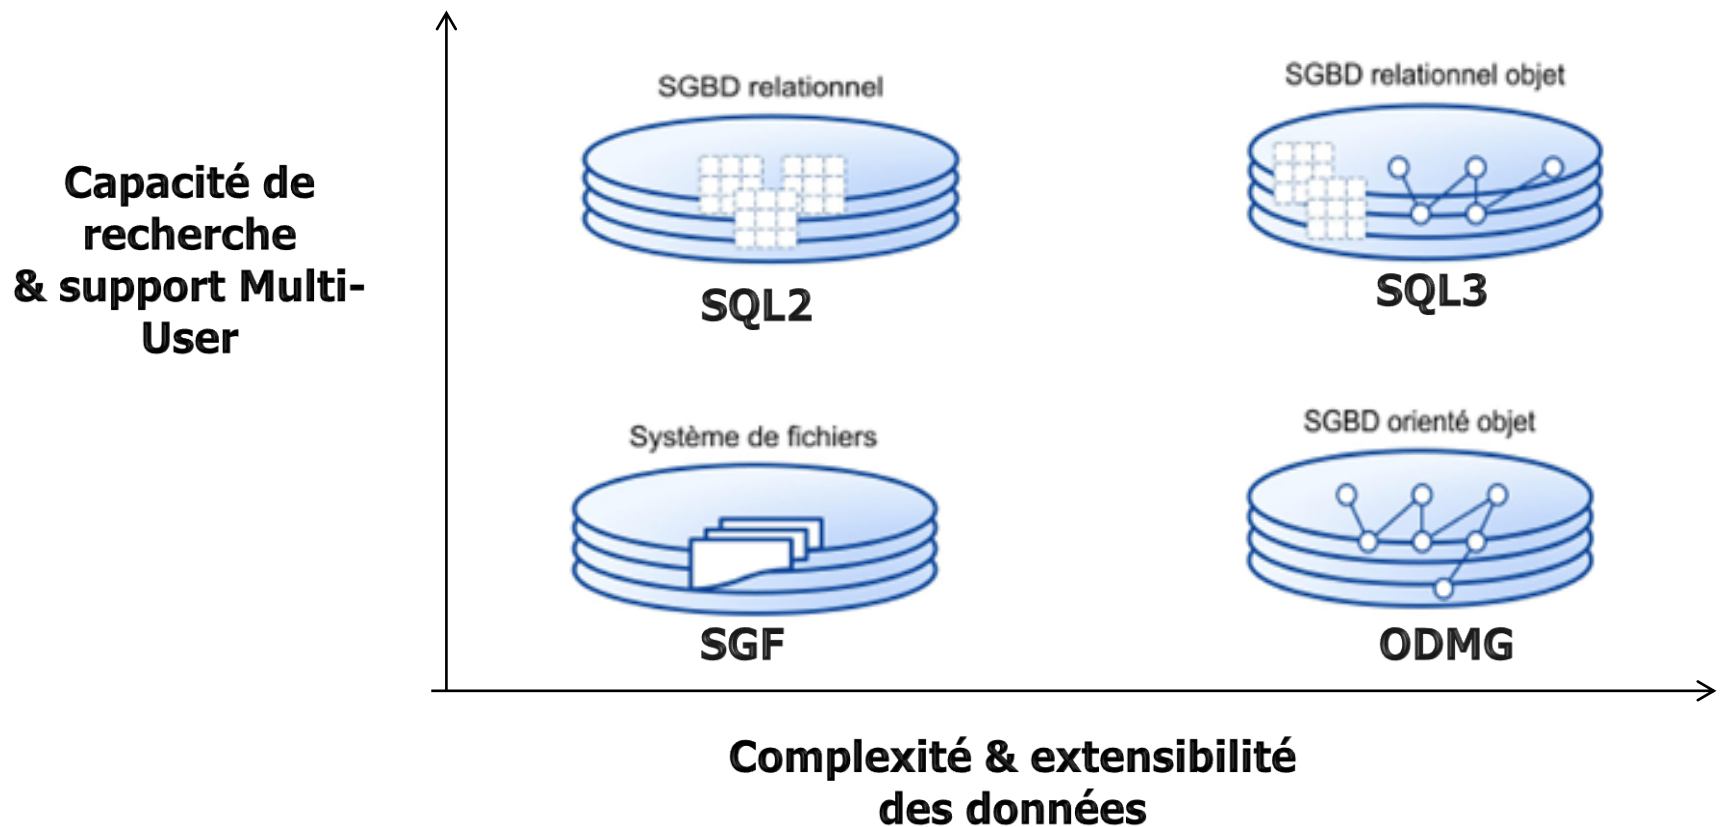 Capacité de
recherche
& support Multi-
User
SGBD relationnel
SQL2
SGBD relationnel objet
SQL3
Système de fichiers
SGF
SGBD orienté objet
ODMG
Complexité & extensibilité
des données